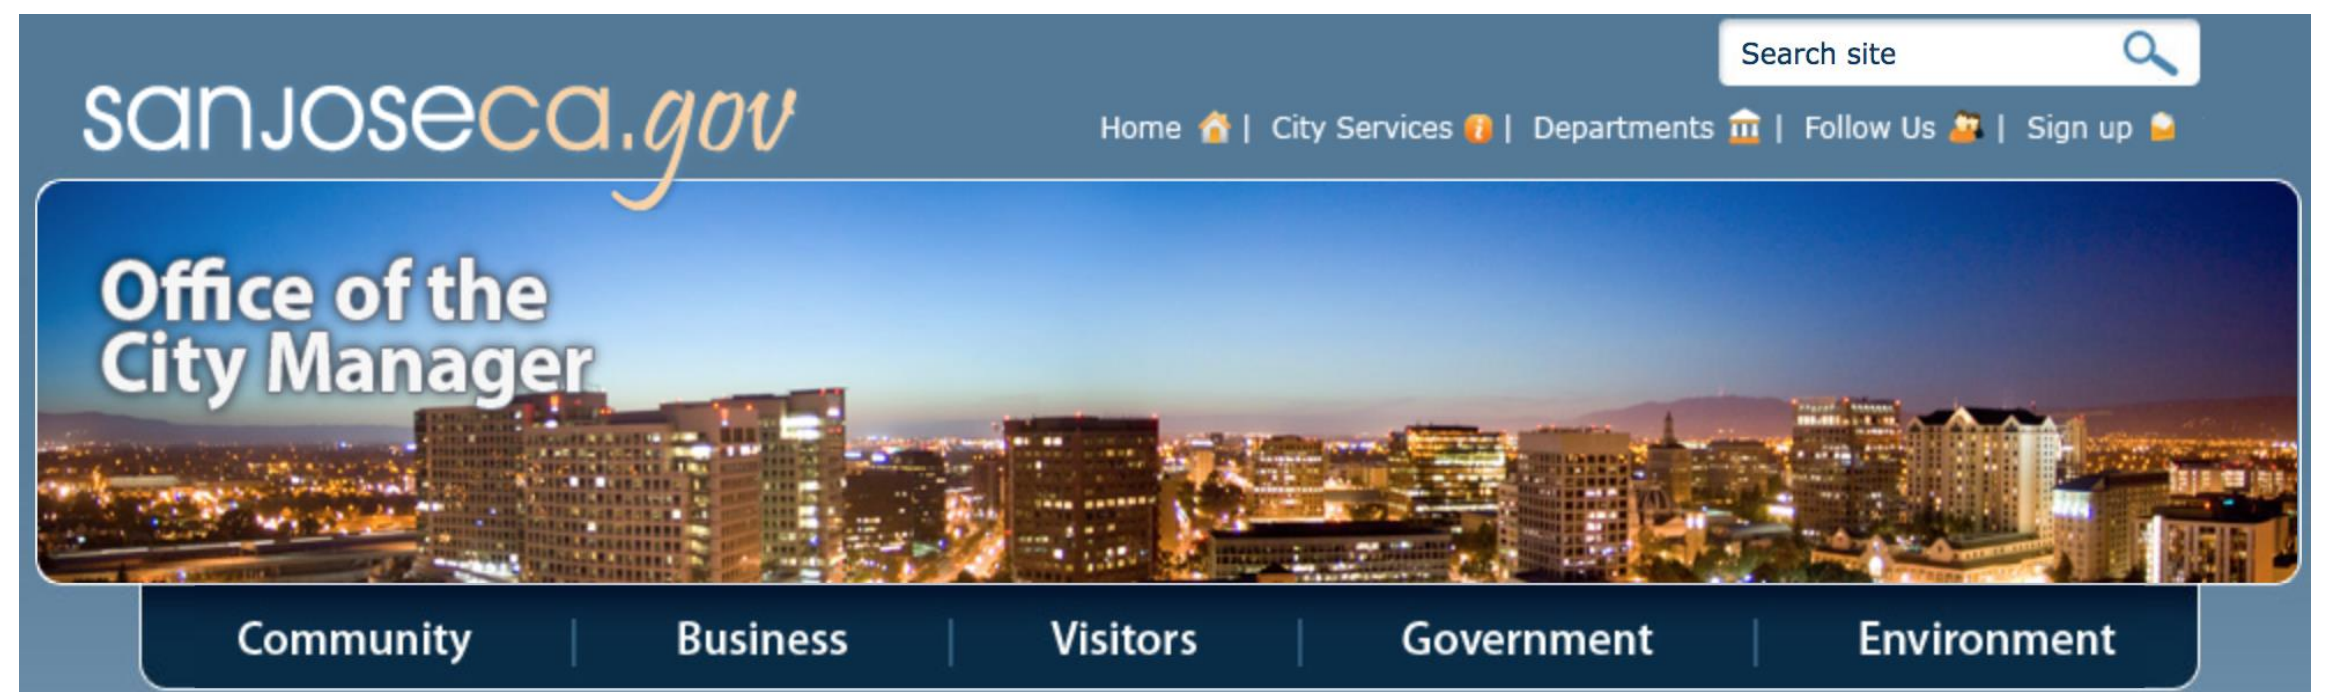 Search site
sanjoseca.gov
Home | City Services | Departments | Follow Us | Sign up
Office of the
City Manager
Community | Business | Visitors | Government | Environment